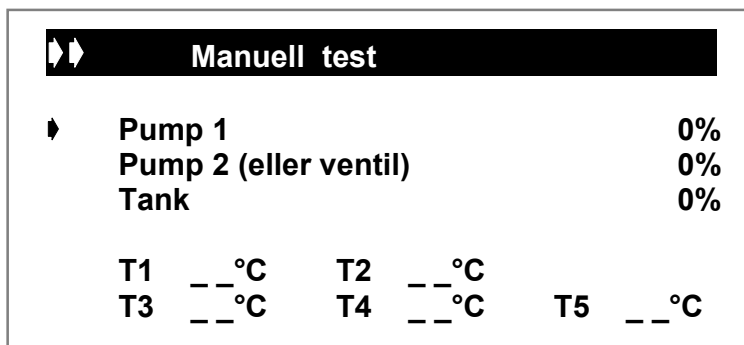 Manuell test
Pump 1 0%
Pump 2 (eller ventil) 0%
Tank 0%
T1 _ _°C T2 _ _°C
T3 _ _°C T4 _ _°C T5 _ _°C